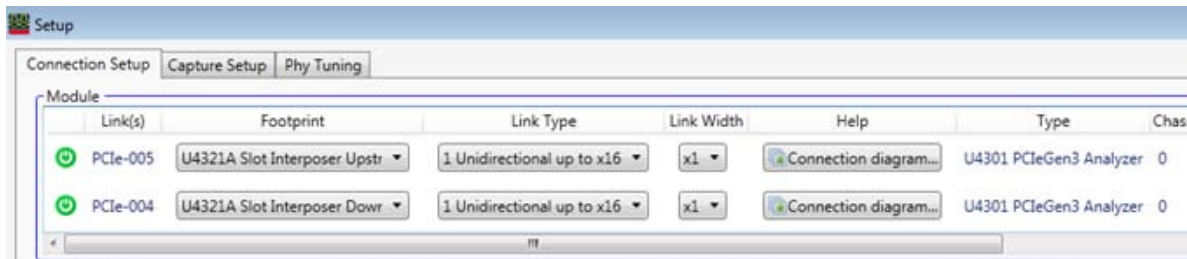 Setup
Connection Setup Capture Setup Phy Tuning
Module
Link(s) Footprint Link Type Link Width Help Type Chas
PCIe-005 U4321A Slot Interposer Upstr 1 Unidirectional up to x16 x1 Connection diagram... U4301 PCIeGen3 Analyzer 0
PCIe-004 U4321A Slot Interposer Dowr 1 Unidirectional up to x16 x1 Connection diagram... U4301 PCIeGen3 Analyzer 0